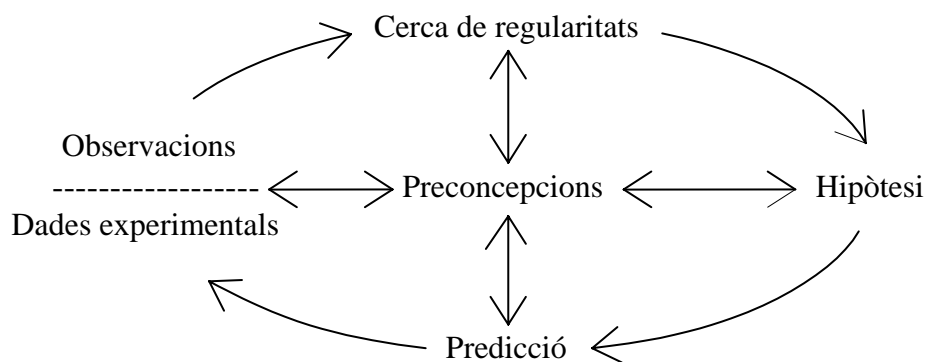 Cerca de regularitats
Observacions
Preconcepcions
Hipòtesi
Dades experimentals
Predicció